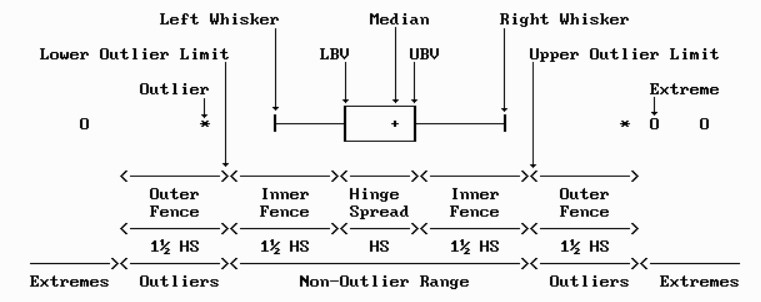 Left Whisker Median Right Whisker
Lower Outlier Limit LBV UBV Upper Outlier Limit
Outlier Extreme
O * + * O O
<-------><-------><-----><-------><------->
Outer Inner Hinge Inner Outer
Fence Fence Spread Fence Fence
<-------><-------><-----><-------><------->
1½ HS 1½ HS HS 1½ HS 1½ HS
-------><-------><-----------------------><-------><-------
Extremes Outliers Non-Outlier Range Outliers Extremes